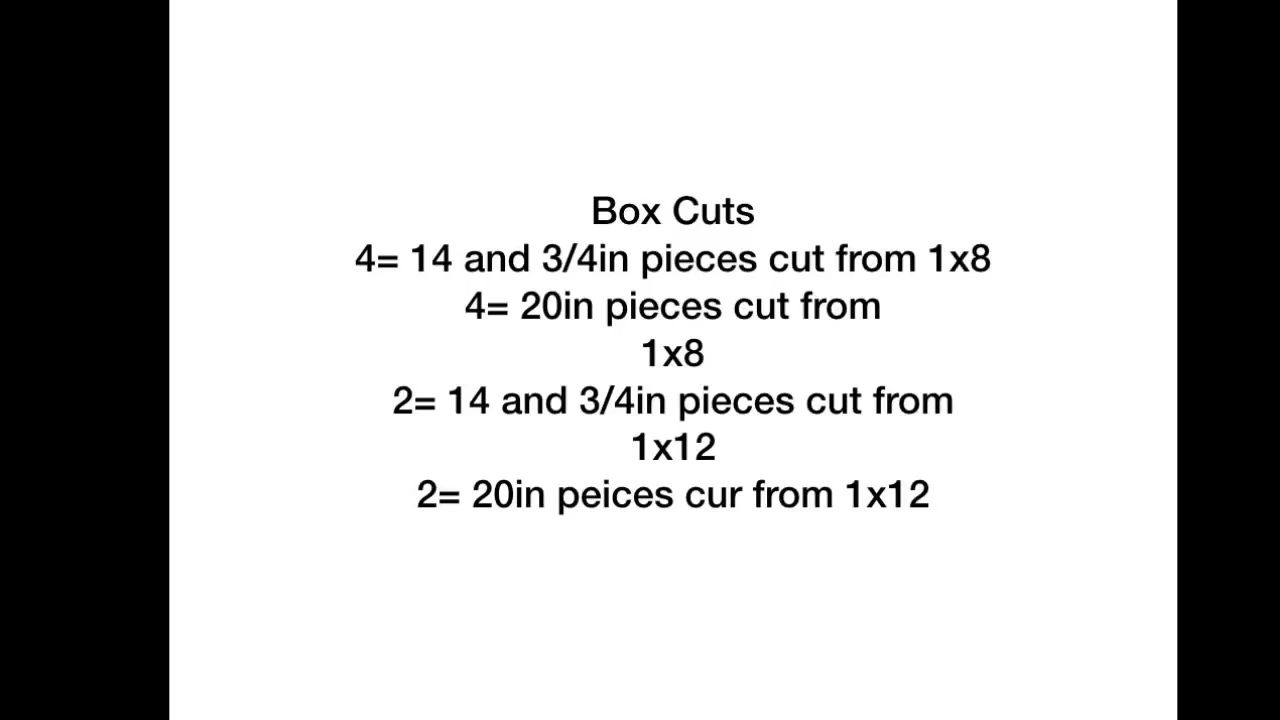 Box Cuts
4= 14 and 3/4in pieces cut from 1x8
4= 20in pieces cut from
1x8
2= 14 and 3/4in pieces cut from
1x12
2= 20in peices cur from 1x12